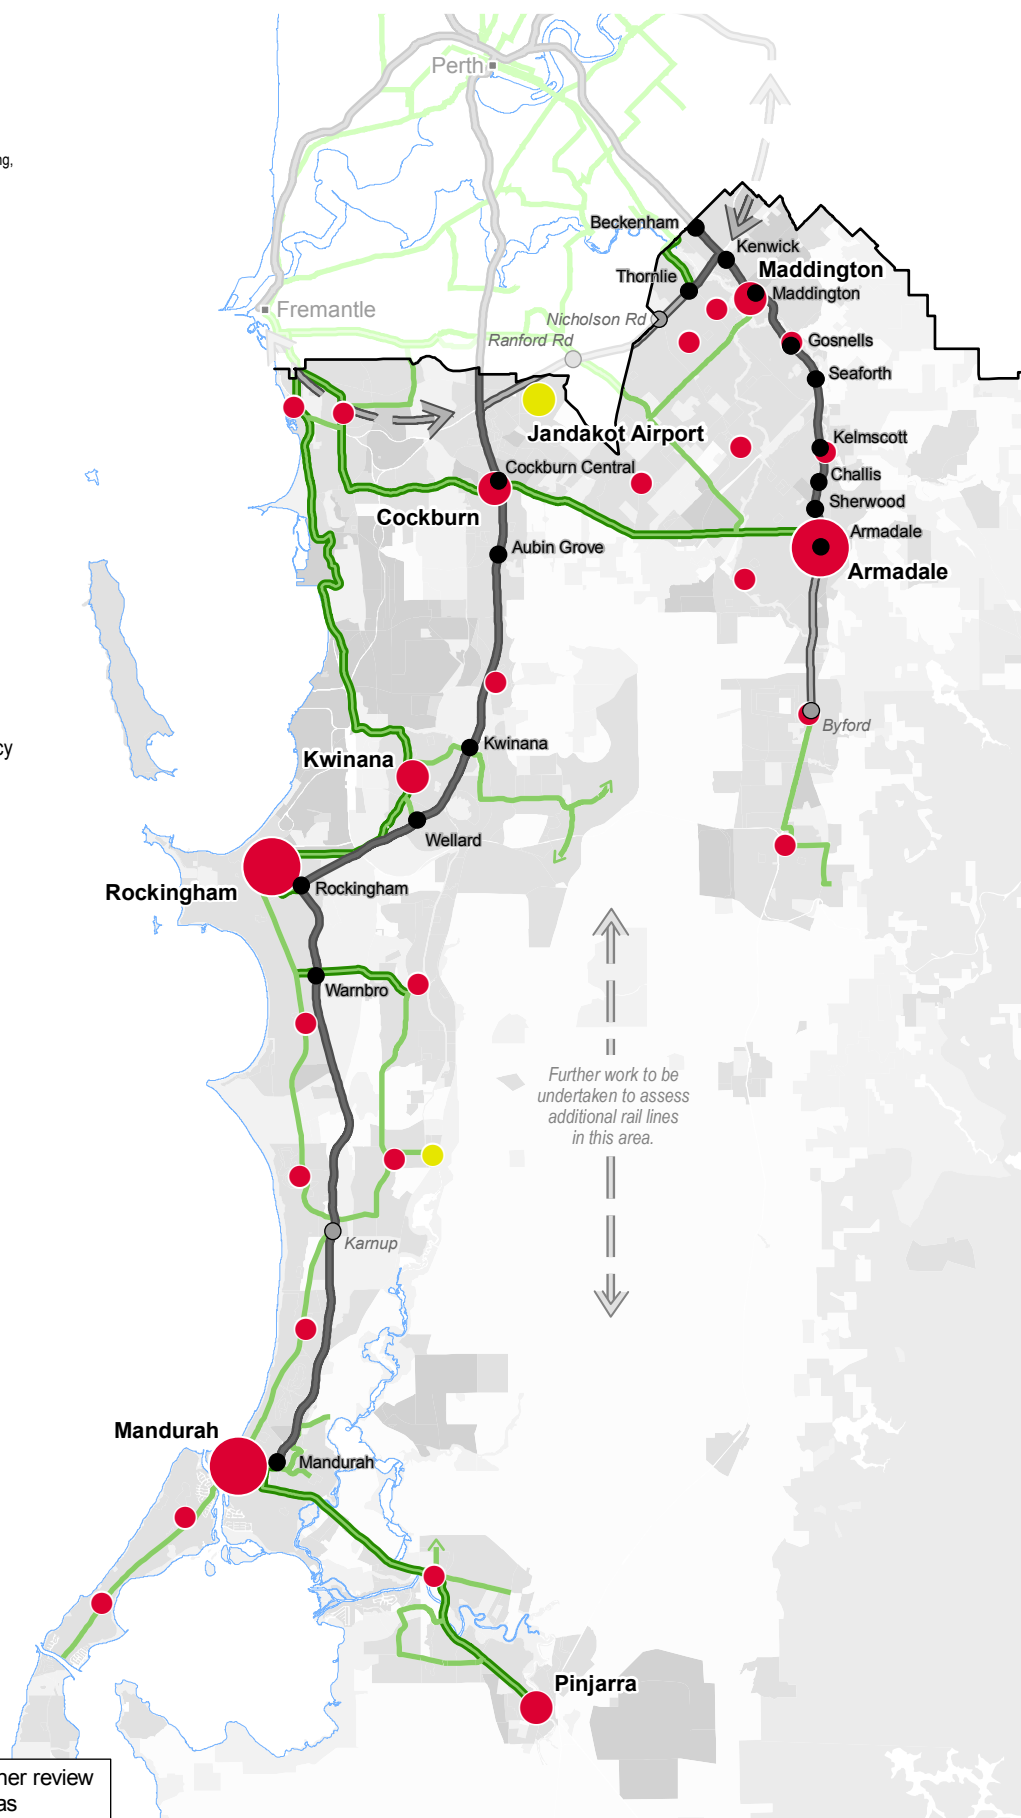 Perth
ng,
Beckenham
Kenwick
Maddington
Thornlie
Maddington
Fremantle
Nicholson Rd
Ranford Rd
Gosnells
Seaforth
Jandakot Airport
Kelmscott
Cockburn Central
Challis
Sherwood
Cockburn
Armadale
Aubin Grove
Armadale
Byford
cy
Kwinana
Kwinana
Wellard
Rockingham
Rockingham
Warnbro
Further work to be
undertaken to assess
additional rail lines
in this area.
Karnup
Mandurah
Mandurah
Pinjarra
her review
as